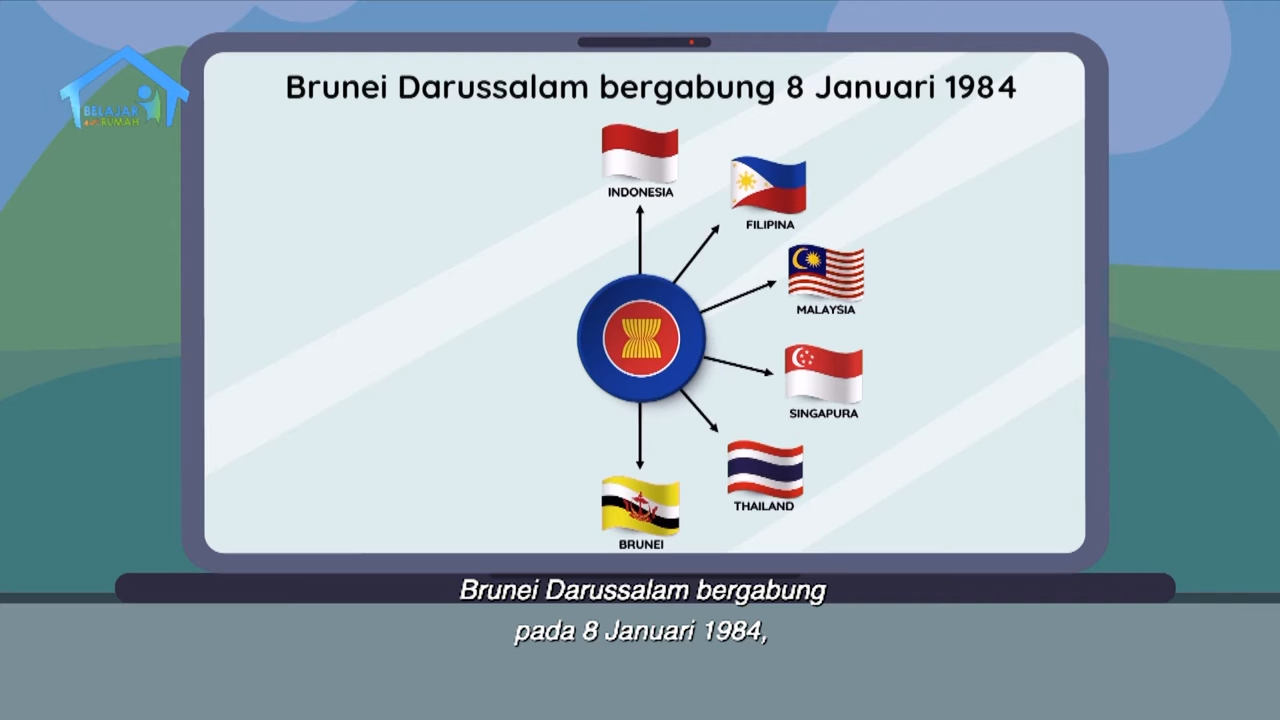 BELAJAR
dari RUMAH
Brunei Darussalam bergabung 8 Januari 1984
INDONESIA
FILIPINA
MALAYSIA
SINGAPURA
THAILAND
BRUNEI
Brunei Darussalam bergabung
pada 8 Januari 1984,